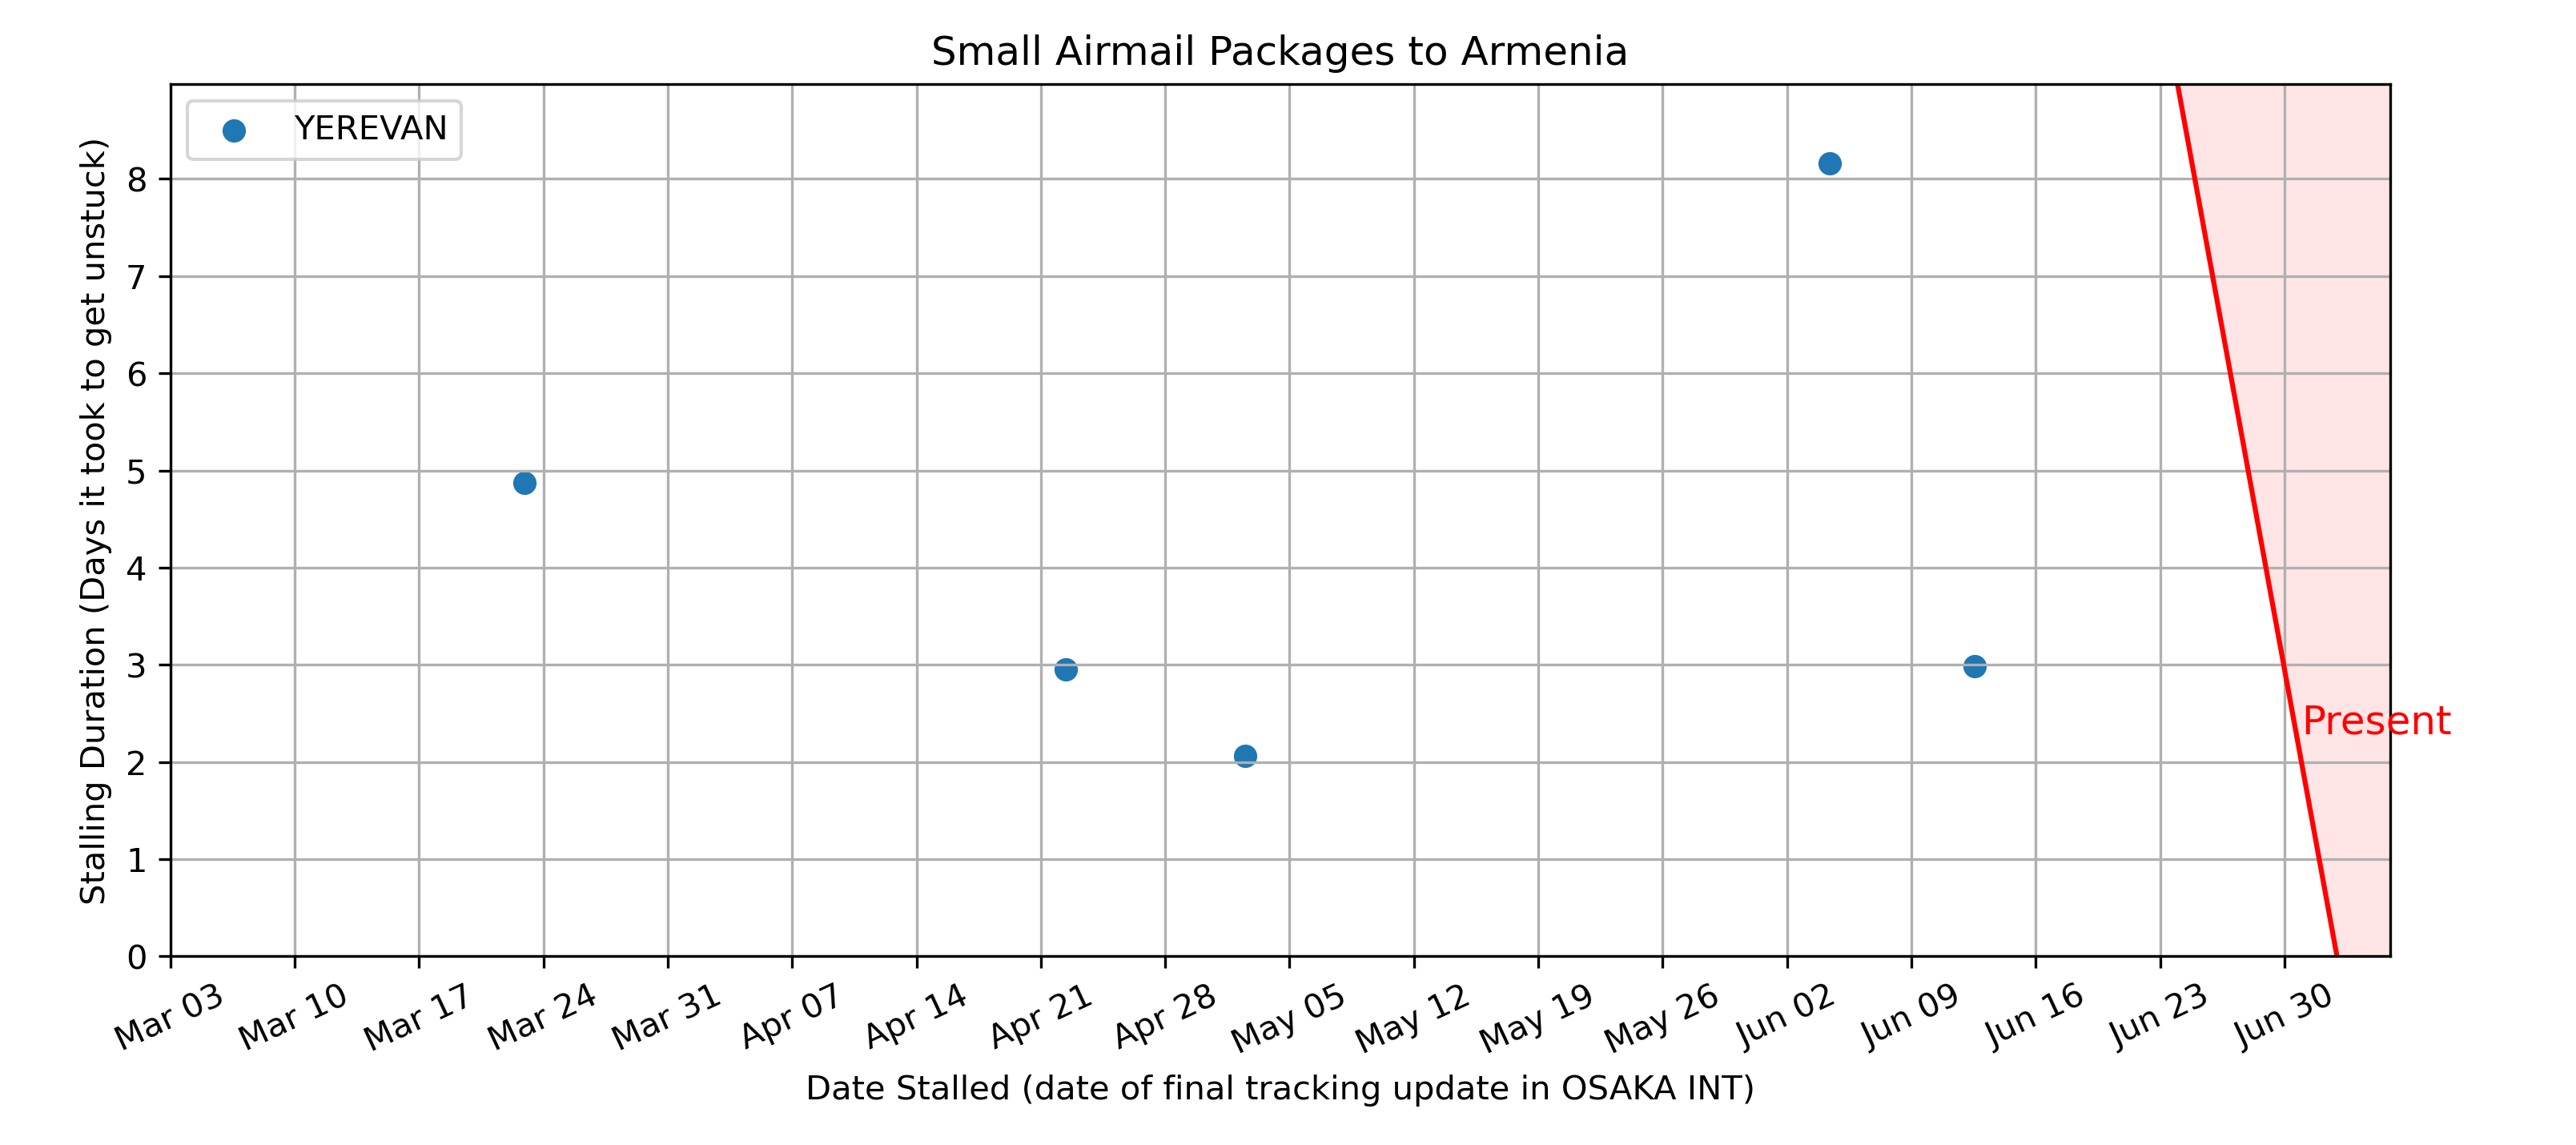 Small Airmail Packages to Armenia
YEREVAN
Stalling Duration (Days it took to get unstuck)
8
7
6
5
4
3
2
1
0
Present
Mar 03
Mar 10
Mar 17
Mar 24
Mar 31
Apr 07
Apr 14
Apr 21
Apr 28
May 05
May 12
May 19
May 26
Jun 02
Jun 09
Jun 16
Jun 23
Jun 30
Date Stalled (date of final tracking update in OSAKA INT)